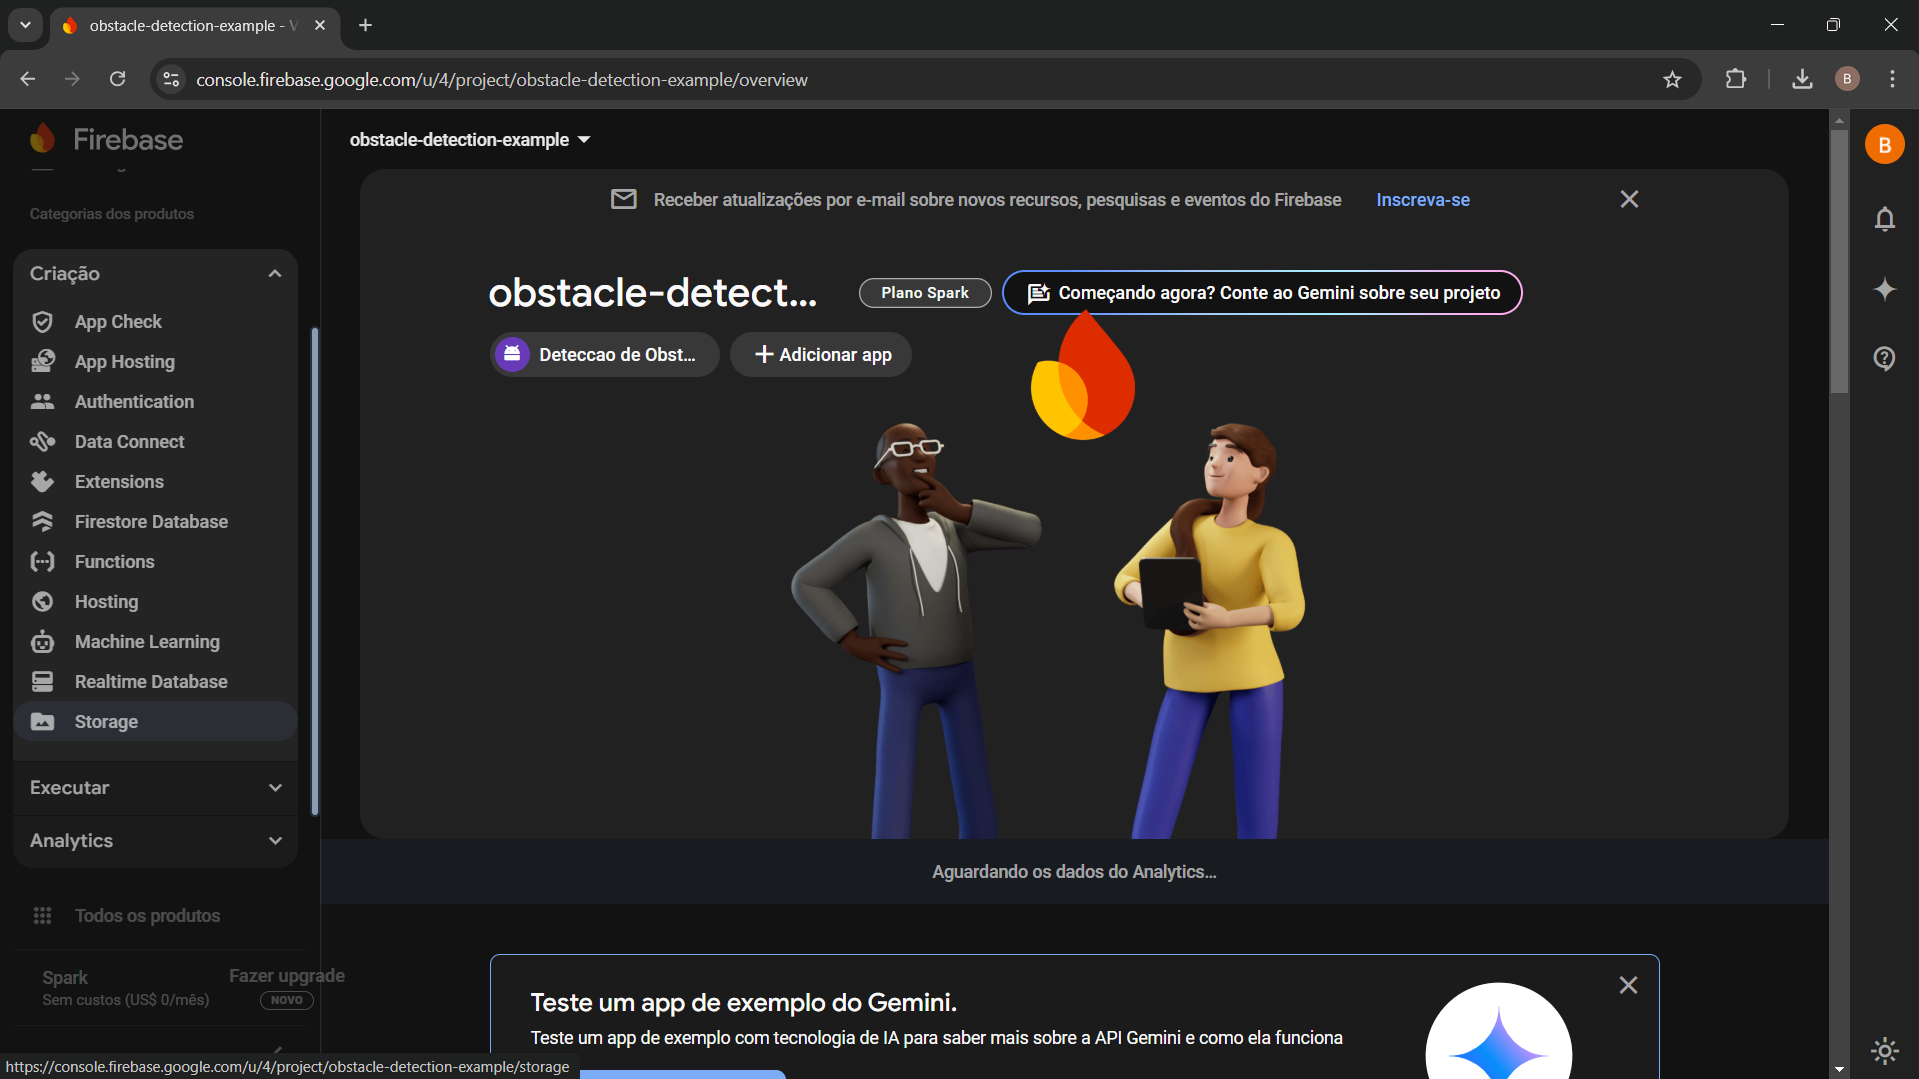 obstacle-detection-example - V
console.firebase.google.com/u/4/project/obstacle-detection-example/overview
B
Firebase
Categorias dos produtos
Criação
App Check
App Hosting
Authentication
Data Connect
Extensions
Firestore Database
Functions
Hosting
Machine Learning
Realtime Database
Storage
Executar
Analytics
Todos os produtos
Spark
Sem custos (US$ 0/mês)
Fazer upgrade
NOVO
https://console.firebase.google.com/u/4/project/obstacle-detection-example/storage
obstacle-detection-example
Receber atualizações por e-mail sobre novos recursos, pesquisas e eventos do Firebase Inscreva-se
obstacle-detect...
Plano Spark
Começando agora? Conte ao Gemini sobre seu projeto
Deteccao de Obst...
Adicionar app
Aguardando os dados do Analytics...
Teste um app de exemplo do Gemini.
Teste um app de exemplo com tecnologia de IA para saber mais sobre a API Gemini e como ela funciona
B